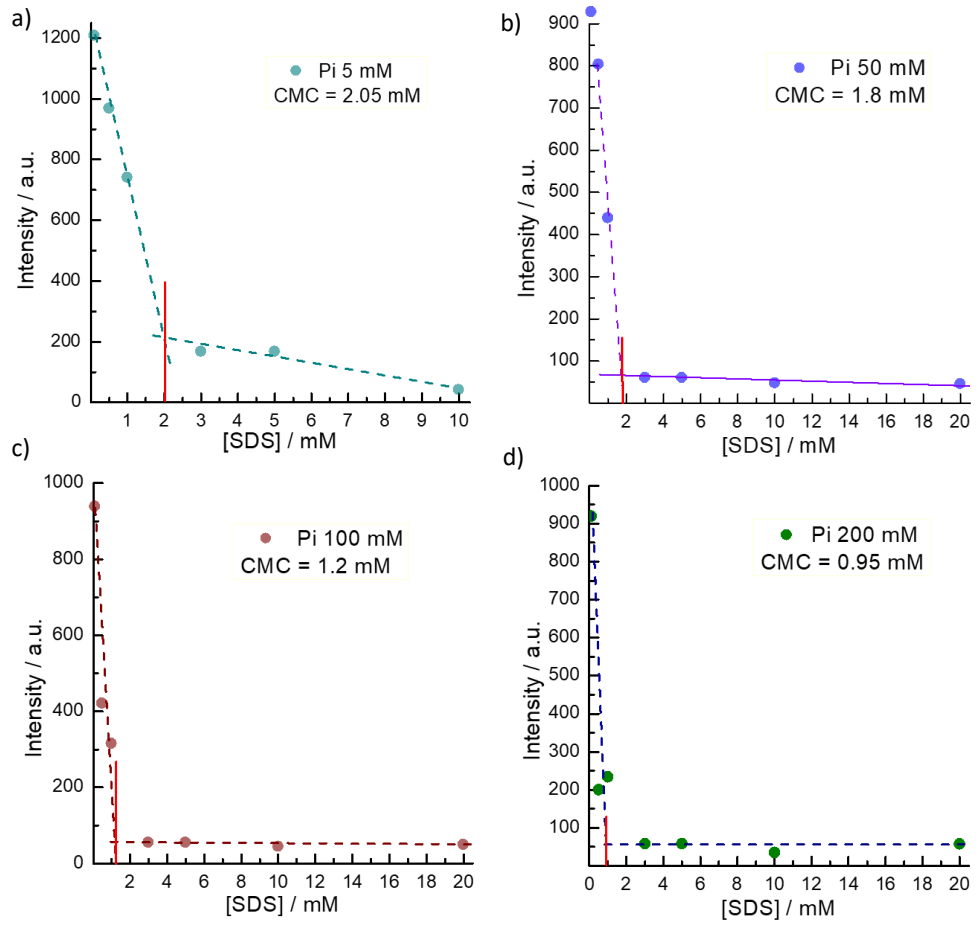 a)
1200
1000
800
600
400
200
0
Intensity / a.u.
Pi 5 mM
CMC = 2.05 mM
1 2 3 4 5 6 7 8 9 10
[SDS] / mM
b)
900
800
700
600
500
400
300
200
100
Intensity / a.u.
Pi 50 mM
CMC = 1.8 mM
2 4 6 8 10 12 14 16 18 20
[SDS] / mM
c)
1000
800
600
400
200
0
Intensity / a.u.
Pi 100 mM
CMC = 1.2 mM
2 4 6 8 10 12 14 16 18 20
[SDS] / mM
d)
1000
900
800
700
600
500
400
300
200
100
Intensity / a.u.
Pi 200 mM
CMC = 0.95 mM
0 2 4 6 8 10 12 14 16 18 20
[SDS] / mM